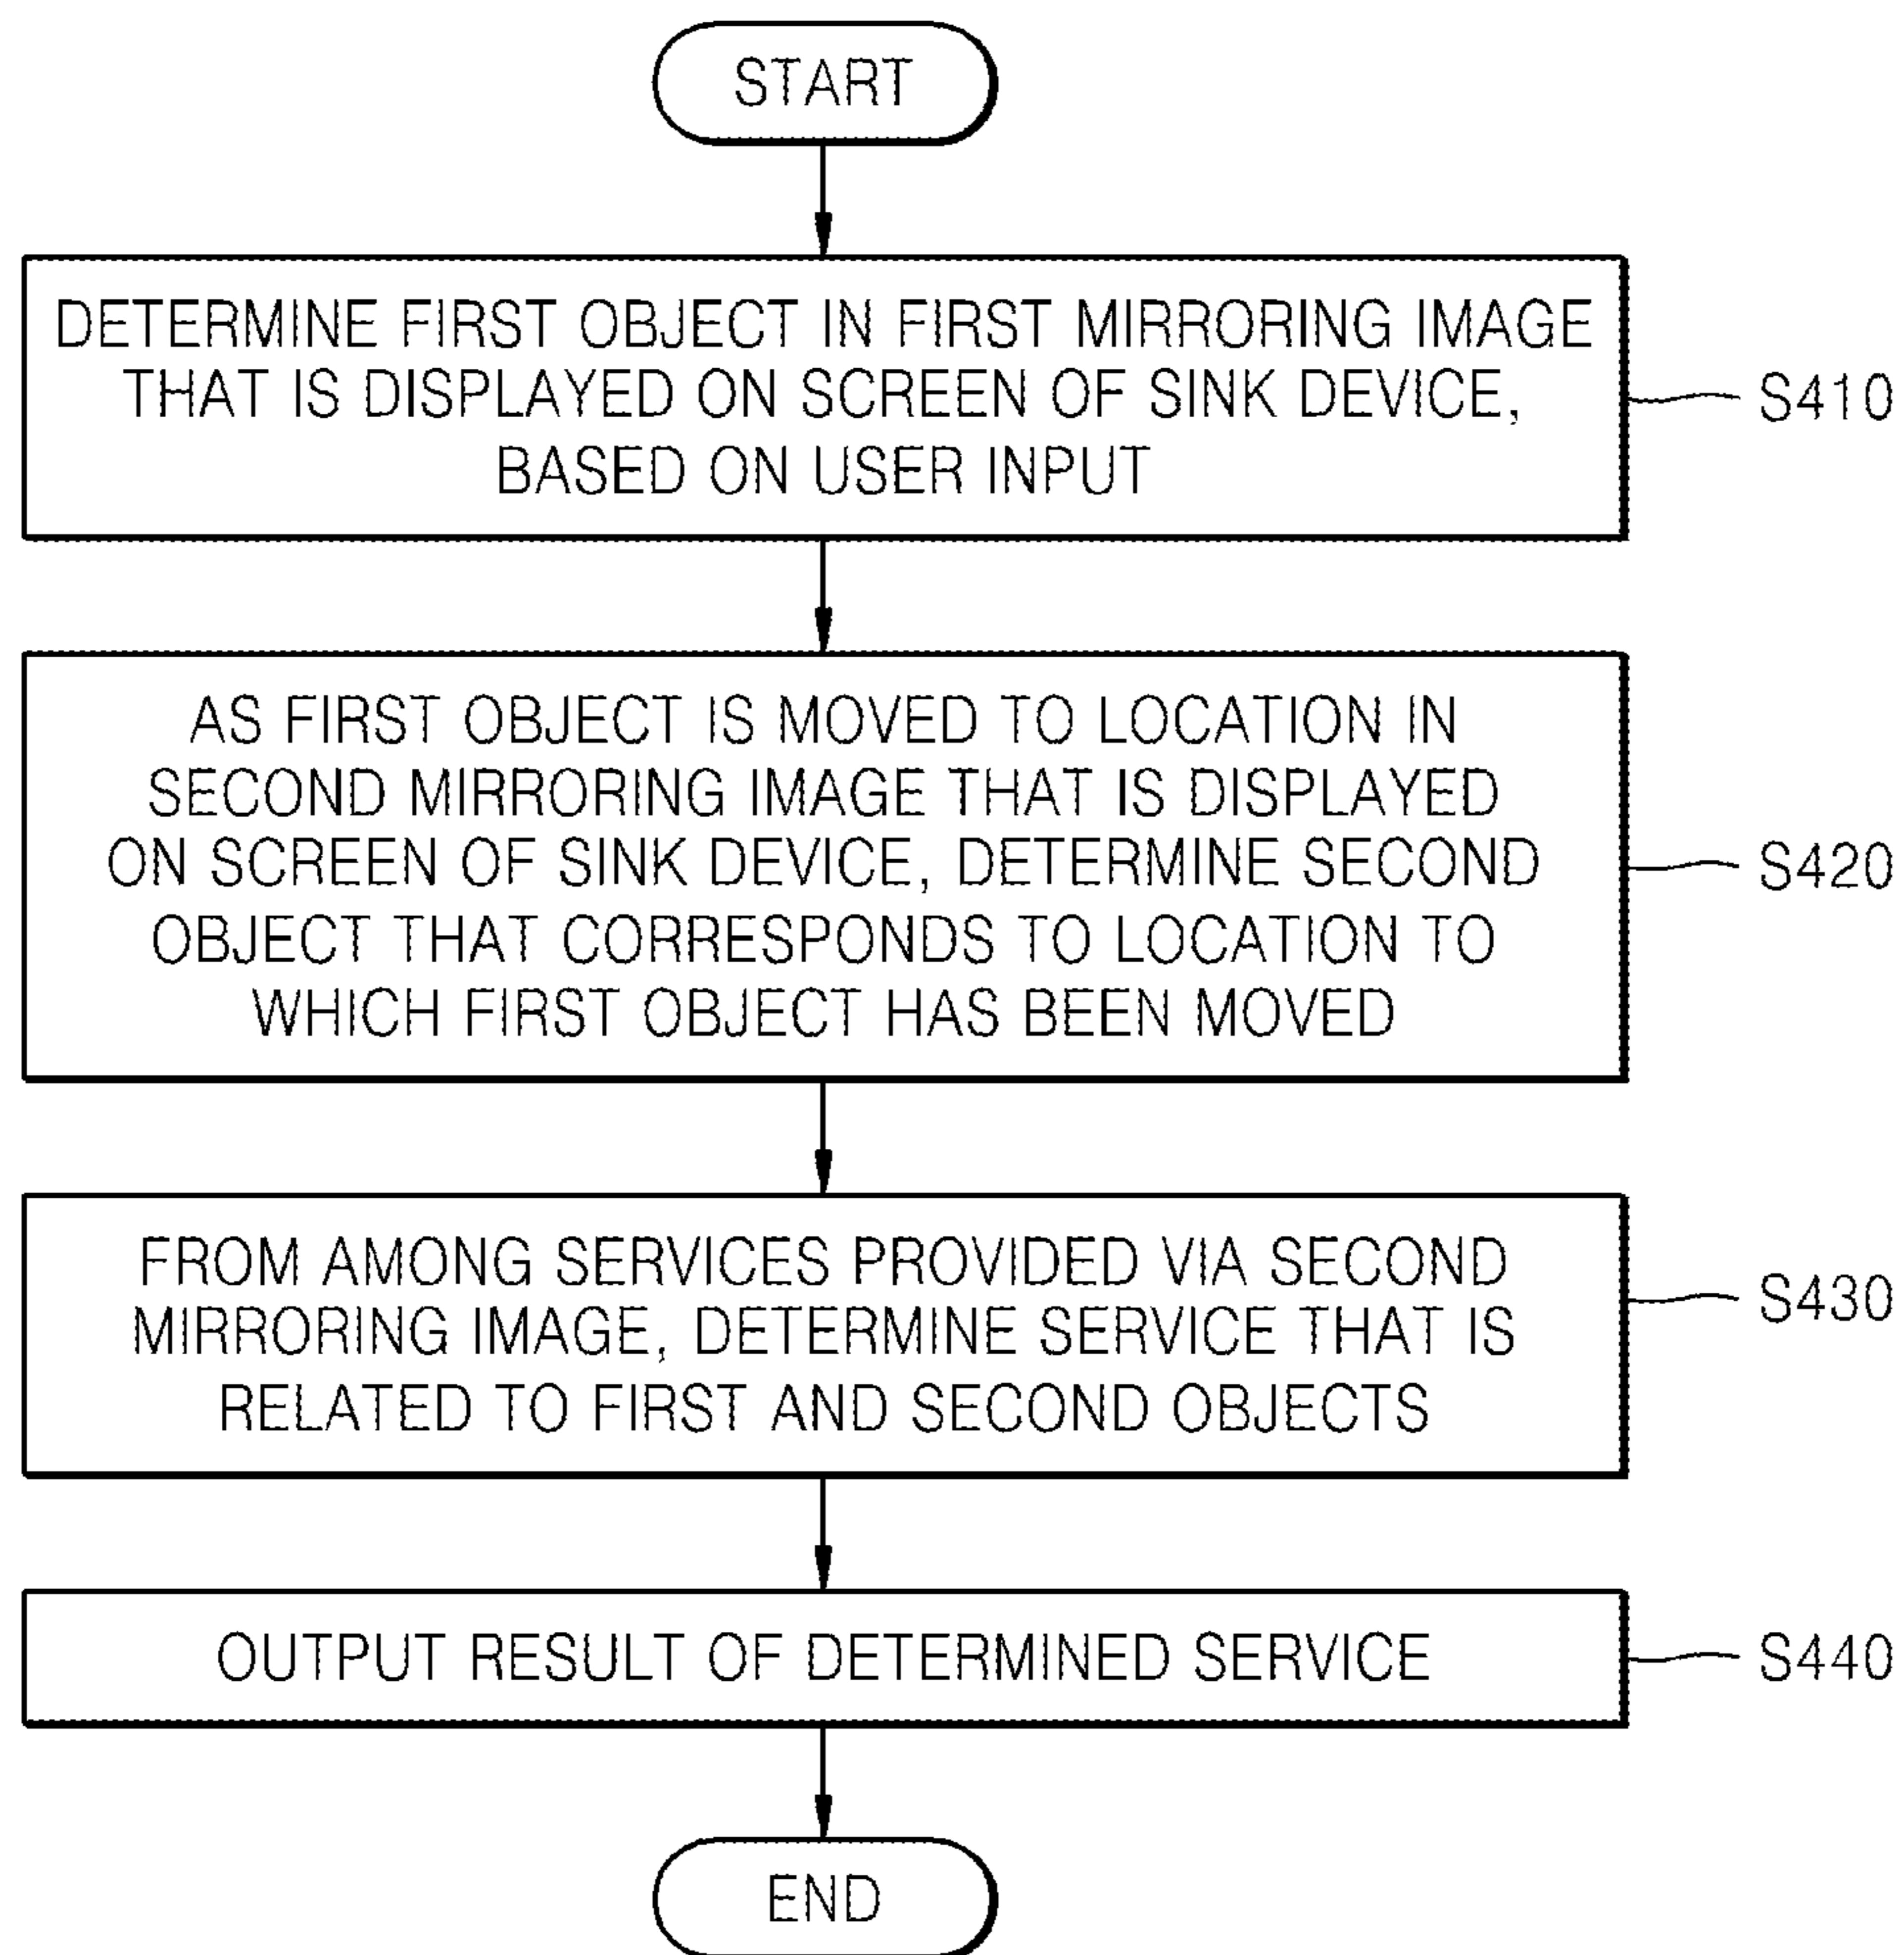 START
DETERMINE FIRST OBJECT IN FIRST MIRRORING IMAGE
THAT IS DISPLAYED ON SCREEN OF SINK DEVICE,
BASED ON USER INPUT
S410
AS FIRST OBJECT IS MOVED TO LOCATION IN
SECOND MIRRORING IMAGE THAT IS DISPLAYED
ON SCREEN OF SINK DEVICE, DETERMINE SECOND
OBJECT THAT CORRESPONDS TO LOCATION TO
WHICH FIRST OBJECT HAS BEEN MOVED
S420
FROM AMONG SERVICES PROVIDED VIA SECOND
MIRRORING IMAGE, DETERMINE SERVICE THAT IS
RELATED TO FIRST AND SECOND OBJECTS
S430
OUTPUT RESULT OF DETERMINED SERVICE
S440
END